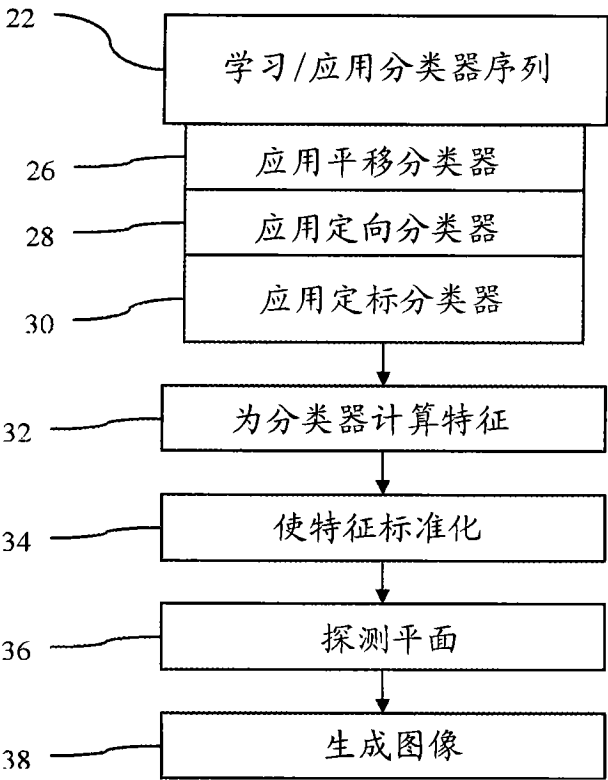 22
学习/应用分类器序列
26
应用平移分类器
28
应用定向分类器
30
应用定标分类器
32
为分类器计算特征
34
使特征标准化
36
探测平面
38
生成图像